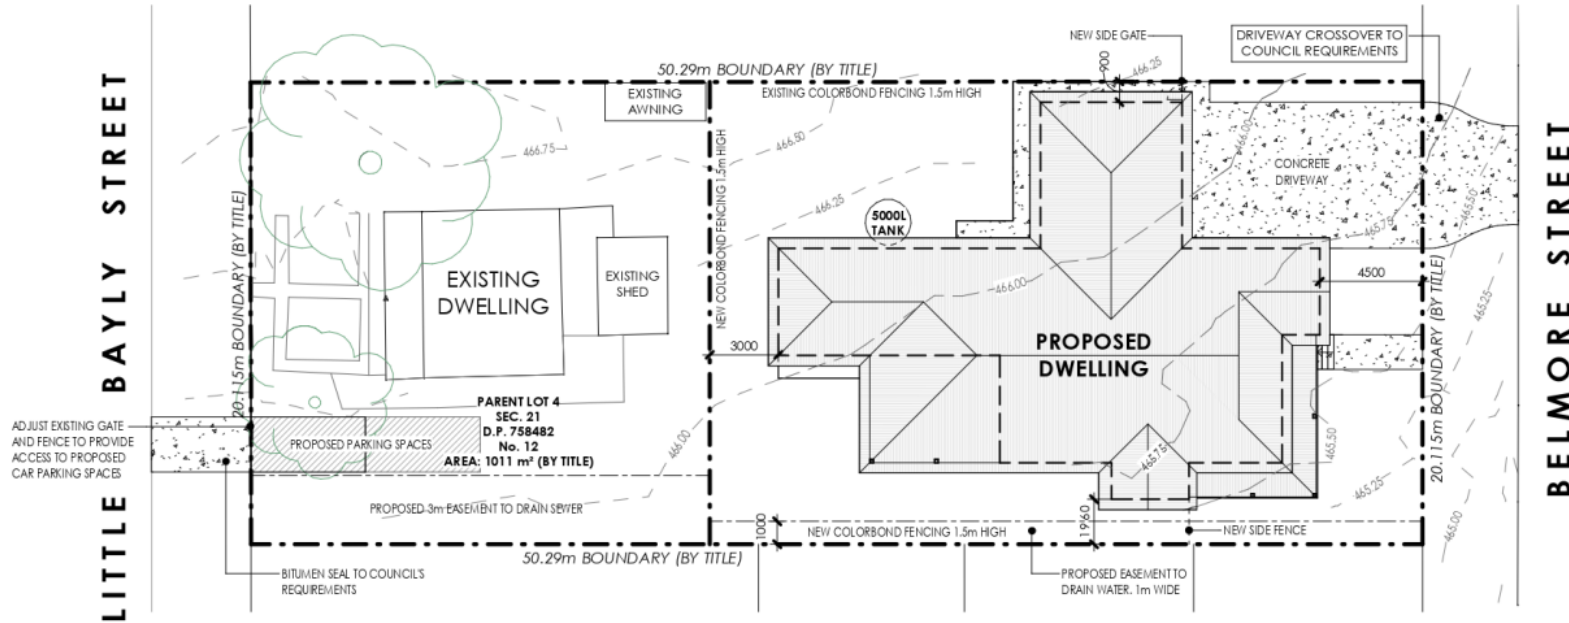 LITTLE BAYLY STREET
50.29m BOUNDARY (BY TITLE)
EXISTING
AWNING
EXISTING COLORBOND FENCING 1.5m HIGH
NEW SIDE GATE
900
466.25
DRIVEWAY CROSSOVER TO
COUNCIL REQUIREMENTS
466.75
466.50
466.00
CONCRETE
DRIVEWAY
20.115m BOUNDARY (BY TITLE)
NEW COLORBOND FENCING 1.5m HIGH
466.25
5000L
TANK
465.75
465.50
EXISTING
DWELLING
EXISTING
SHED
466.00
4500
465.25
3000
PROPOSED
DWELLING
20.115m BOUNDARY (BY TITLE)
BELMORE STREET
PARENT LOT 4
SEC. 21
D.P. 758482
No. 12
AREA: 1011 m² (BY TITLE)
ADJUST EXISTING GATE
AND FENCE TO PROVIDE
ACCESS TO PROPOSED
CAR PARKING SPACES
PROPOSED PARKING SPACES
466.00
465.75
465.50
465.25
465.00
PROPOSED 3m EASEMENT TO DRAIN SEWER
1000
NEW COLORBOND FENCING 1.5m HIGH
1960
NEW SIDE FENCE
50.29m BOUNDARY (BY TITLE)
BITUMEN SEAL TO COUNCIL'S
REQUIREMENTS
PROPOSED EASEMENT TO
DRAIN WATER. 1m WIDE